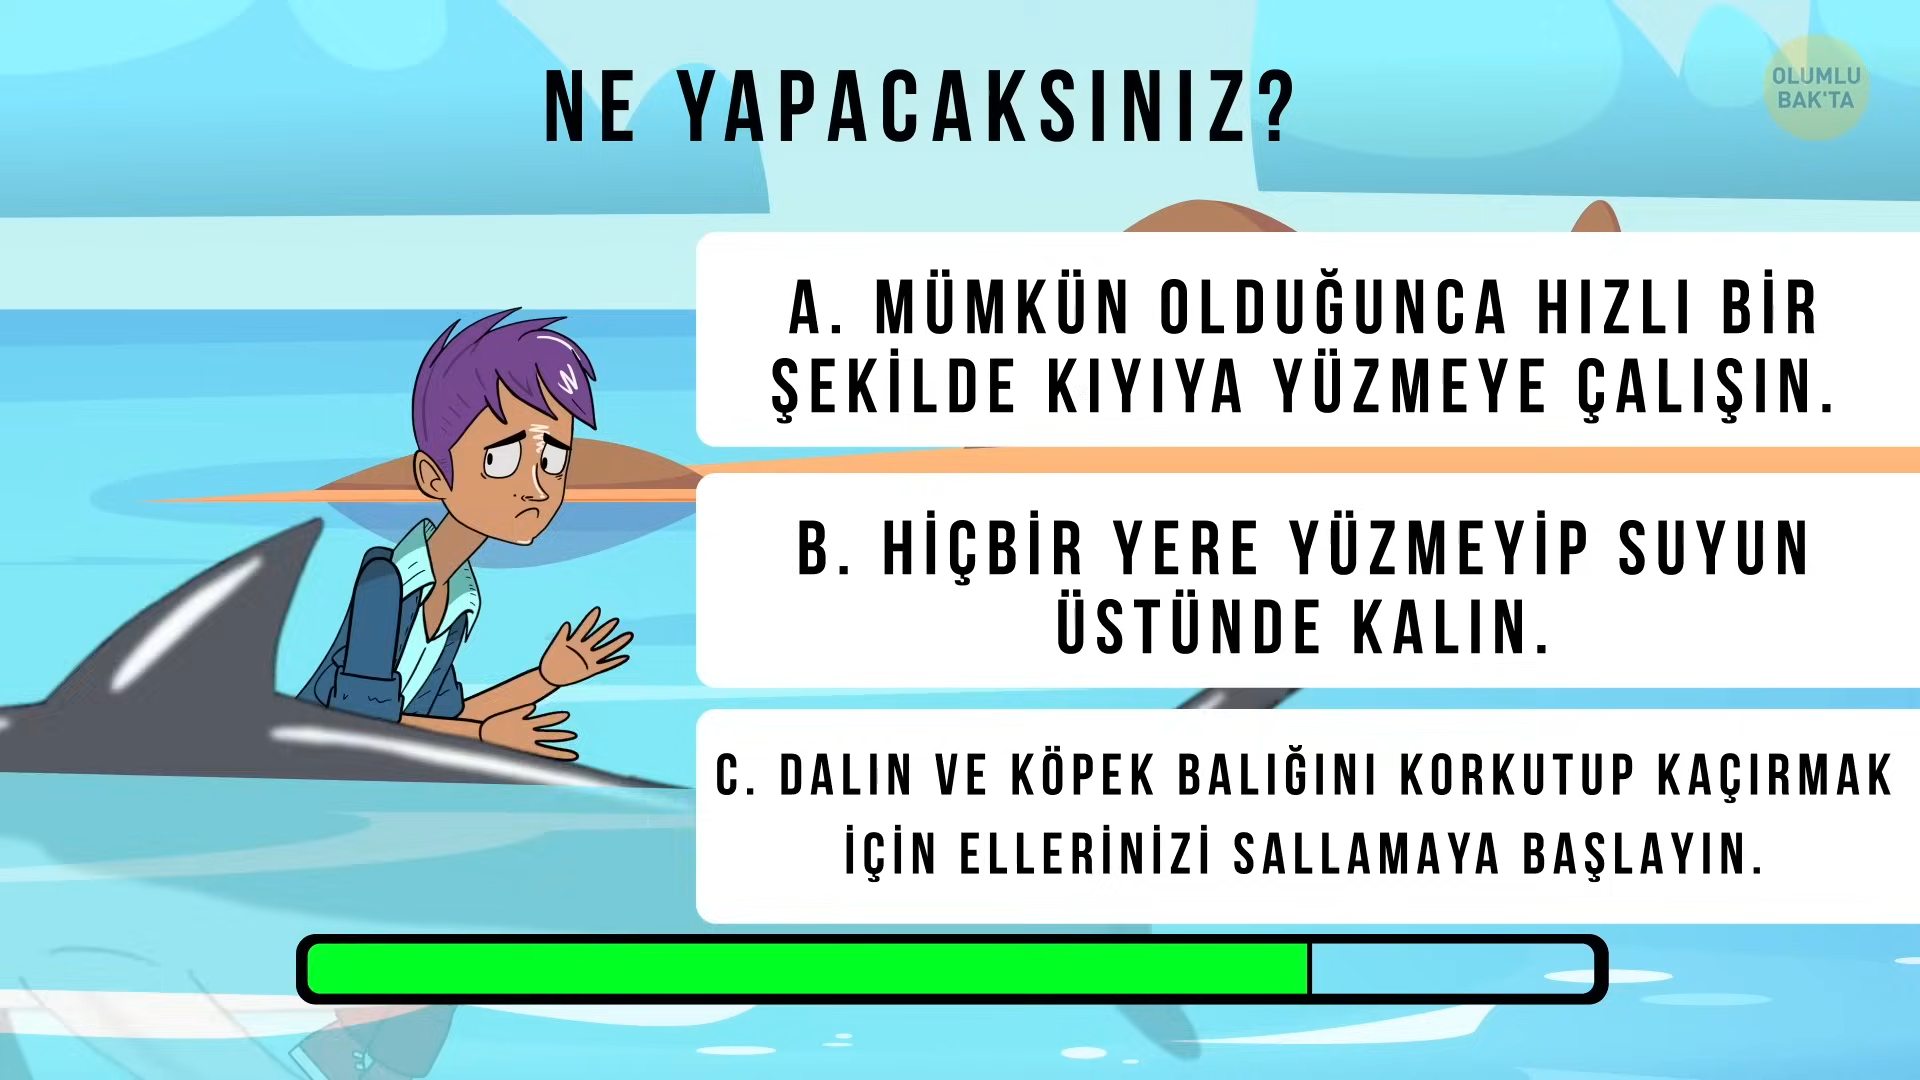 NE YAPACAKSINIZ?
OLUMLU
BAK'TA
A. MÜMKÜN OLDUĞUNCA HIZLI BİR
ŞEKİLDE KIYIYA YÜZMEYE ÇALIŞIN.
B. HİÇBİR YERE YÜZMEYİP SUYUN
ÜSTÜNDE KALIN.
C. DALIN VE KÖPEK BALIĞINI KORKUTUP KAÇIRMAK
İÇİN ELLERİNİZİ SALLAMAYA BAŞLAYIN.